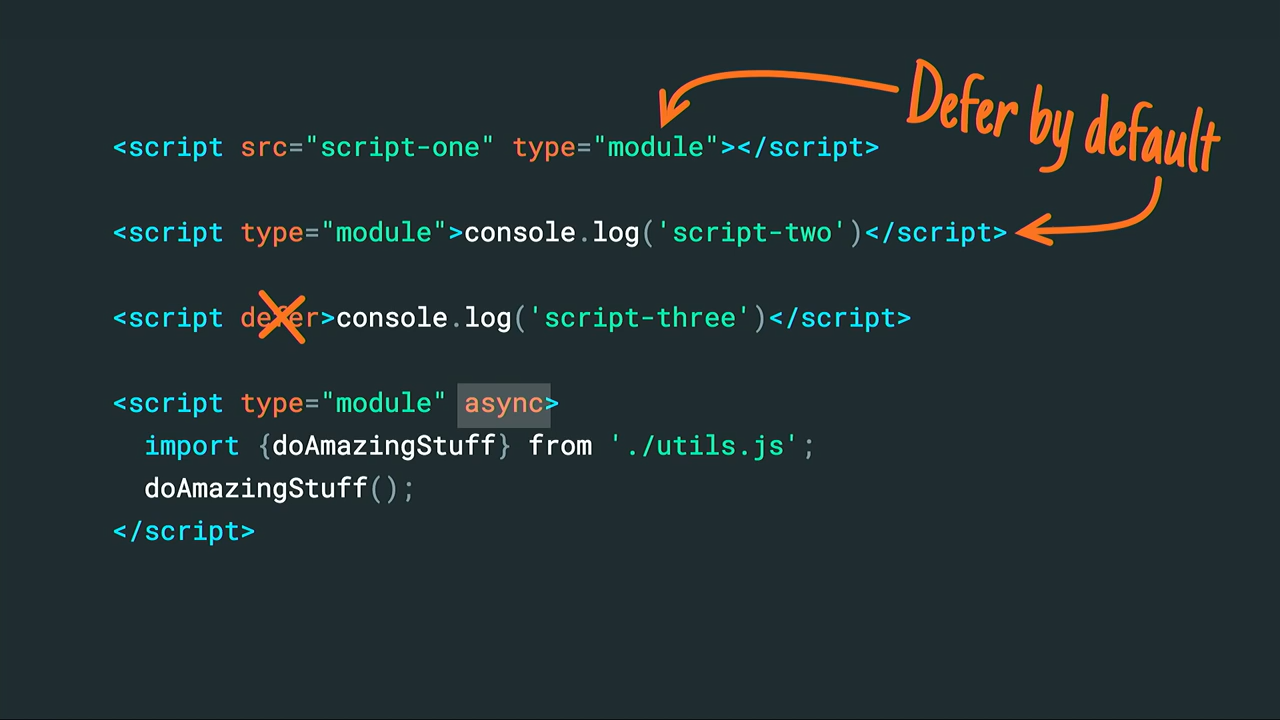 Defer by default
<script src="script-one" type="module"></script>
<script type="module">console.log('script-two')</script>
<script defer>console.log('script-three')</script>
<script type="module" async>
import {doAmazingStuff} from './utils.js';
doAmazingStuff();
</script>